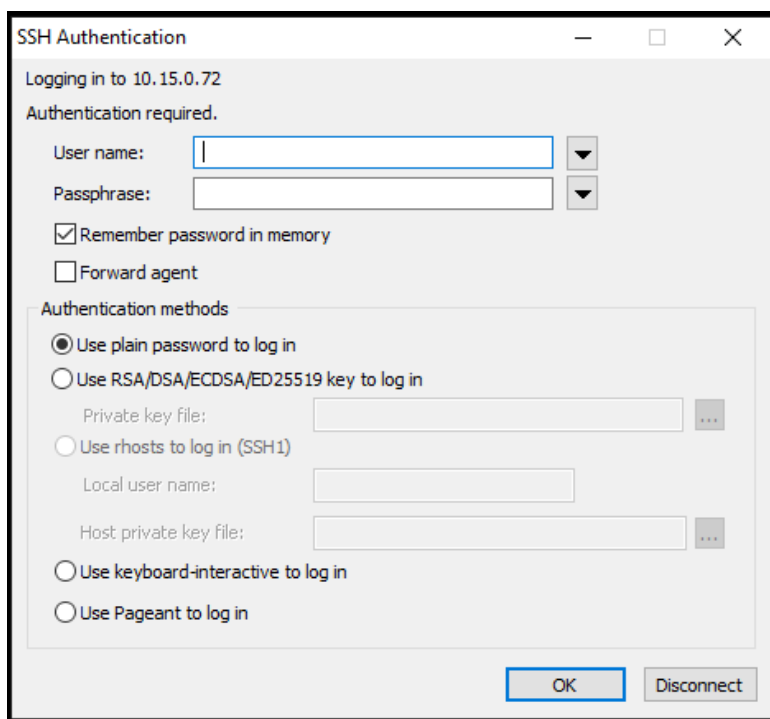 SSH Authentication
Logging in to 10.15.0.72
Authentication required.
User name:
Passphrase:
Remember password in memory
Forward agent
Authentication methods
Use plain password to log in
Use RSA/DSA/ECDSA/ED25519 key to log in
Private key file:
...
Use rhosts to log in (SSH1)
Local user name:
Host private key file:
...
Use keyboard-interactive to log in
Use Pageant to log in
OK Disconnect